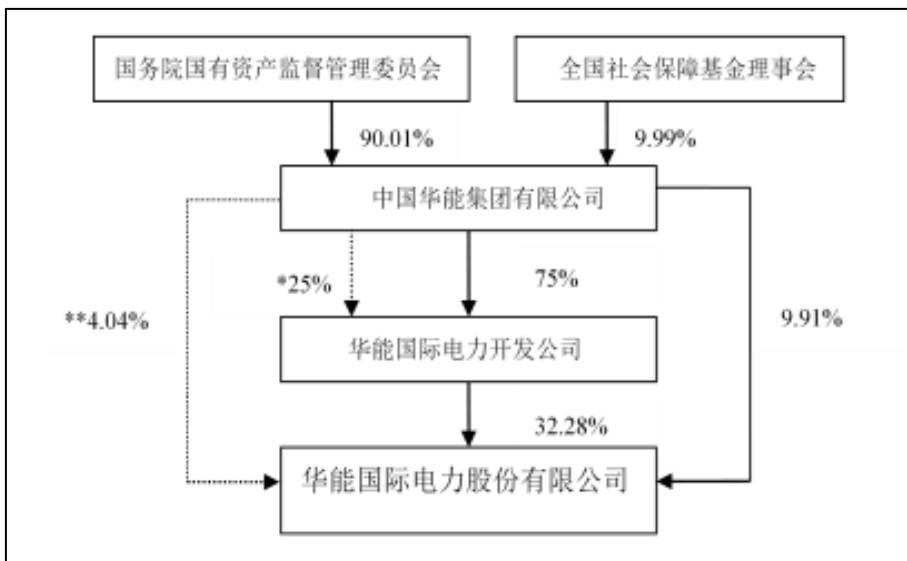 国务院国有资产监督管理委员会
全国社会保障基金理事会
90.01%
9.99%
中国华能集团有限公司
*25%
75%
**4.04%
9.91%
华能国际电力开发公司
32.28%
华能国际电力股份有限公司